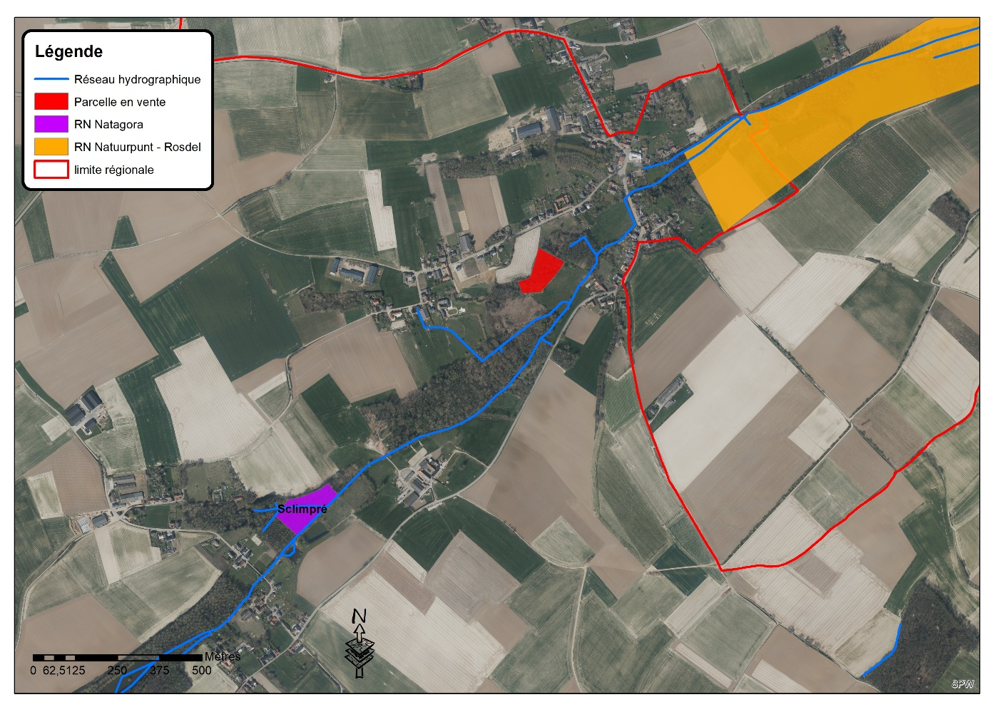 Légende
Réseau hydrographique
Parcelle en vente
RN Natagora
RN Natuurpunt - Rosdel
limite régionale
Sclimpré
N
Mètres
0 62,5125 250 375 500
SPW